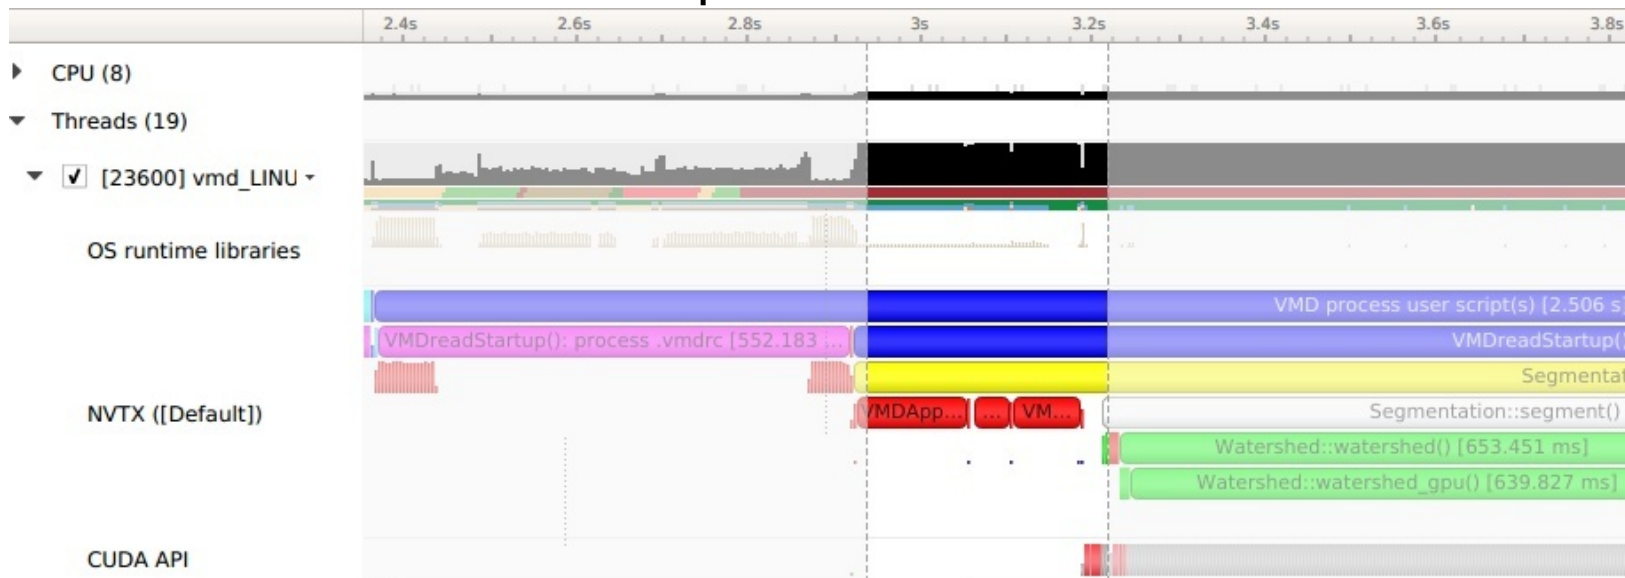 2.4s 2.6s 2.8s 3s 3.2s 3.4s 3.6s 3.8s
CPU (8)
Threads (19)
[23600] vmd_LINU
OS runtime libraries
VMD process user script(s) [2.506 s]
VMDreadStartup(): process .vmdrc [552.183 ... VMDreadStartup()
Segmentat
NVTX ([Default]) VMDApp... ... VM... Segmentation::segment()
Watershed::watershed() [653.451 ms]
Watershed::watershed_gpu() [639.827 ms]
CUDA API